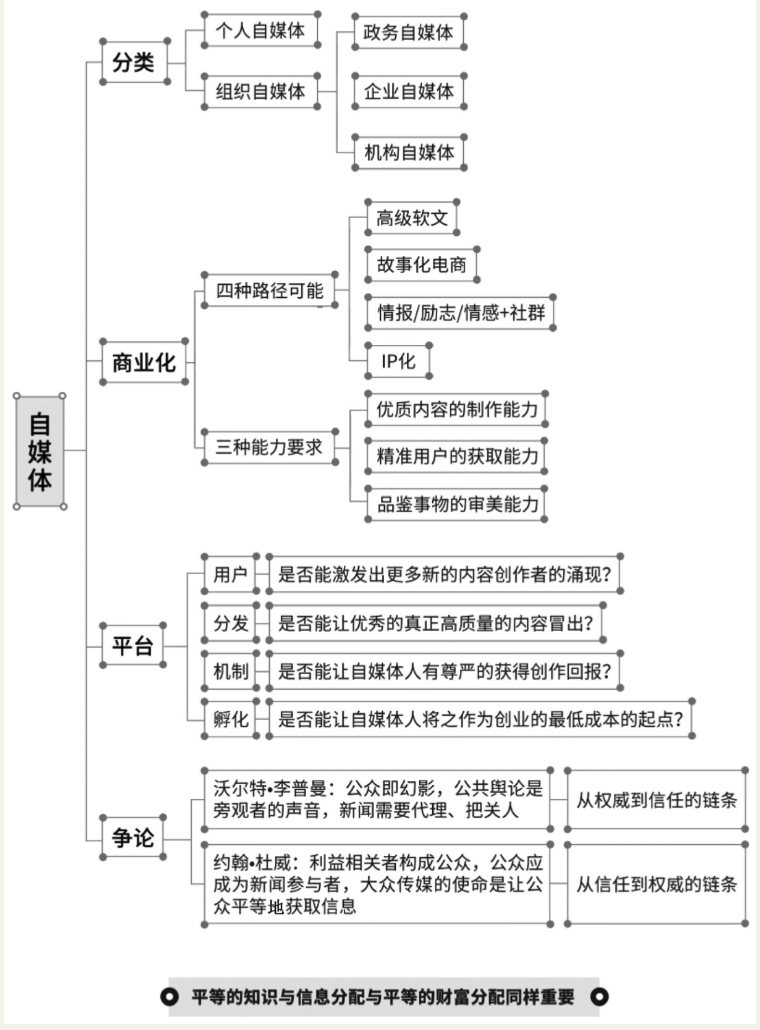 自媒体
分类
个人自媒体
组织自媒体
政务自媒体
企业自媒体
机构自媒体
商业化
四种路径可能
高级软文
故事化电商
情报/励志/情感+社群
IP化
三种能力要求
优质内容的制作能力
精准用户的获取能力
品鉴事物的审美能力
平台
用户
是否能激发出更多新的内容创作者的涌现?
分发
是否能让优秀的真正高质量的内容冒出?
机制
是否能让自媒体人有尊严的获得创作回报?
孵化
是否能让自媒体人将之作为创业的最低成本的起点?
争论
沃尔特•李普曼：公众即幻影，公共舆论是
旁观者的声音，新闻需要代理、把关人
从权威到信任的链条
约翰•杜威：利益相关者构成公众，公众应
成为新闻参与者，大众传媒的使命是让公
众平等地获取信息
从信任到权威的链条
平等的知识与信息分配与平等的财富分配同样重要